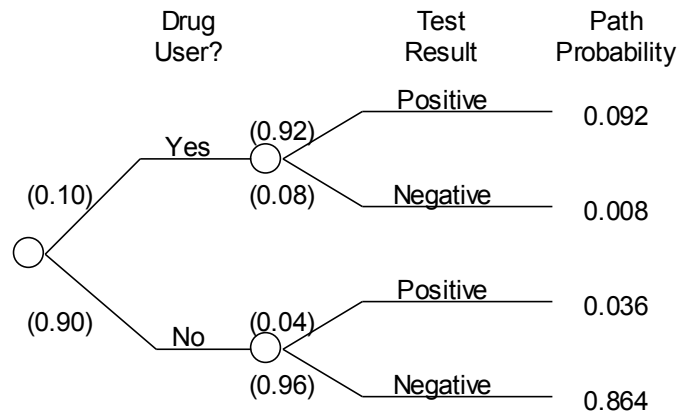 Drug
User?
Test
Result
Path
Probability
Positive
0.092
(0.92)
Yes
(0.10)
(0.08)
Negative
0.008
Positive
0.036
(0.90)
No
(0.04)
(0.96)
Negative
0.864